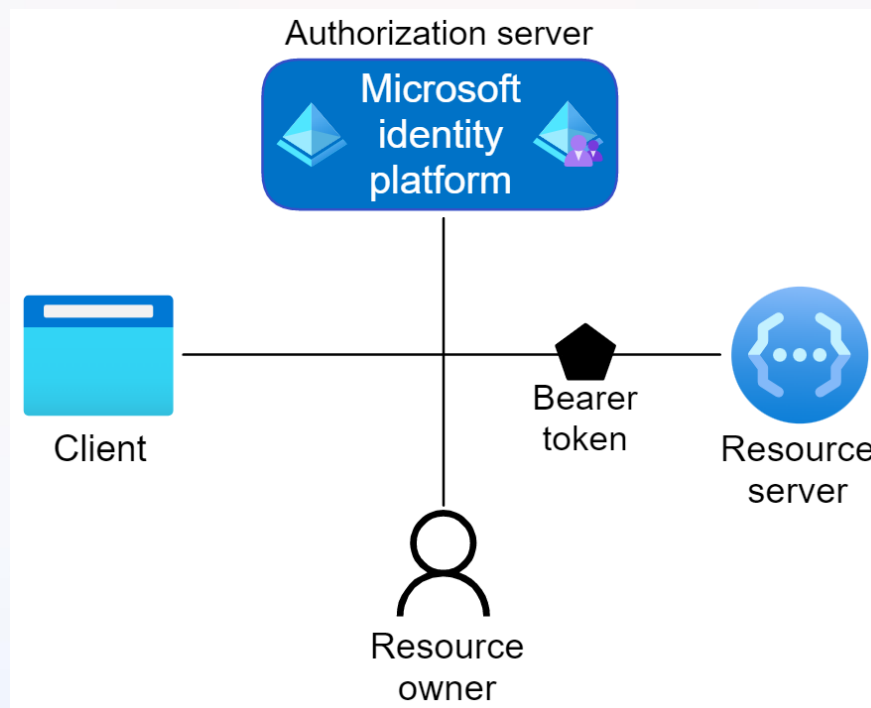 Authorization server
Microsoft
identity
platform
Client
Bearer
token
Resource
server
Resource
owner